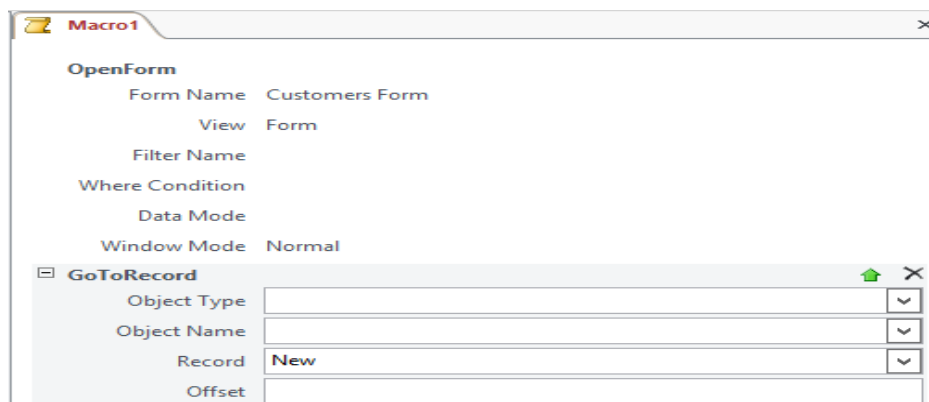 Macro1
OpenForm
Form Name Customers Form
View Form
Filter Name
Where Condition
Data Mode
Window Mode Normal
GoToRecord
Object Type
Object Name
Record New
Offset